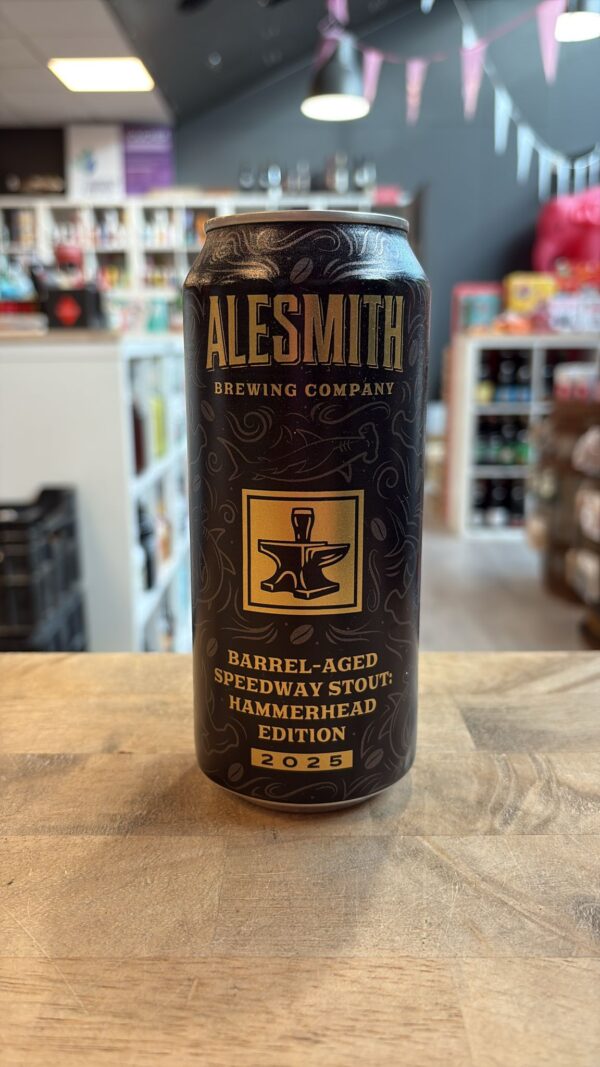 ALESMITH
BREWING COMPANY
BARREL-AGED
SPEEDWAY STOUT:
HAMMERHEAD
EDITION
2025